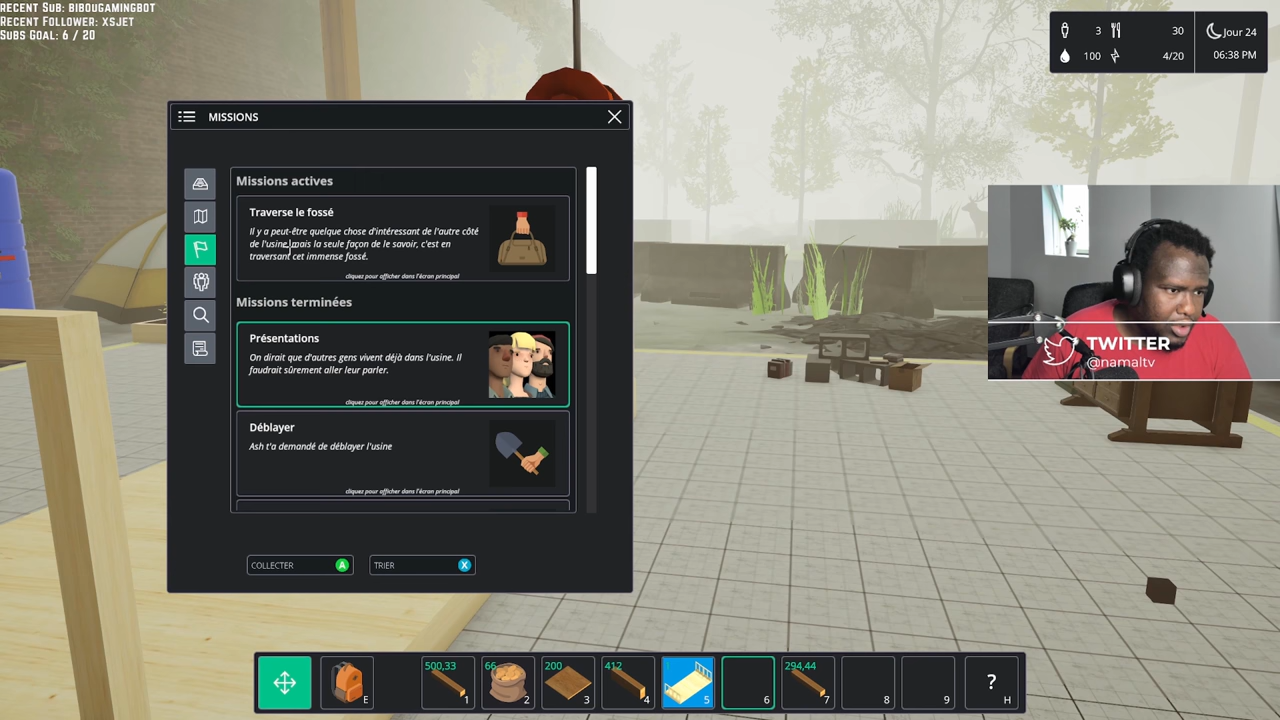 RECENT SUB: BIBOUGAMINGBOT
RECENT FOLLOWER: XSJET
SUBS GOAL: 6 / 20
3
30
100
4/20
Jour 24
06:38 PM
MISSIONS
Missions actives
Traverse le fossé
Il y a peut-être quelque chose d'intéressant de l'autre côté
de l'usine, mais la seule façon de le savoir, c'est en
traversant cet immense fossé.
cliquez pour afficher dans l'écran principal
Missions terminées
Présentations
On dirait que d'autres gens vivent déjà dans l'usine. Il
faudrait sûrement aller leur parler.
cliquez pour afficher dans l'écran principal
Déblayer
Ash t'a demandé de déblayer l'usine
cliquez pour afficher dans l'écran principal
COLLECTER A
TRIER X
TWITTER
@namaltv
E
500,33
1
66
2
200
3
412
4
5
6
294,44
7
8
9
?
H